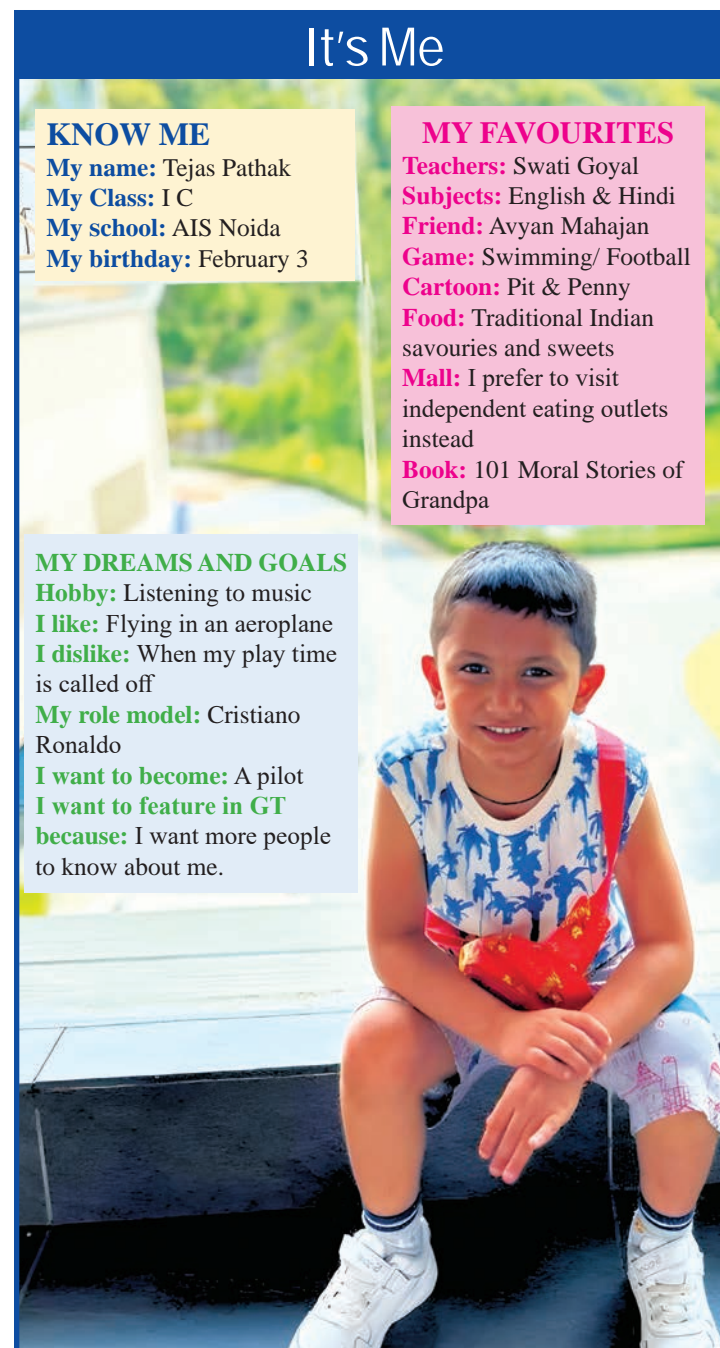 It's Me
KNOW ME
My name: Tejas Pathak
My Class: I C
My school: AIS Noida
My birthday: February 3
MY FAVOURITES
Teachers: Swati Goyal
Subjects: English & Hindi
Friend: Avyan Mahajan
Game: Swimming/ Football
Cartoon: Pit & Penny
Food: Traditional Indian
savouries and sweets
Mall: I prefer to visit
independent eating outlets
instead
Book: 101 Moral Stories of
Grandpa
MY DREAMS AND GOALS
Hobby: Listening to music
I like: Flying in an aeroplane
I dislike: When my play time
is called off
My role model: Cristiano
Ronaldo
I want to become: A pilot
I want to feature in GT
because: I want more people
to know about me.